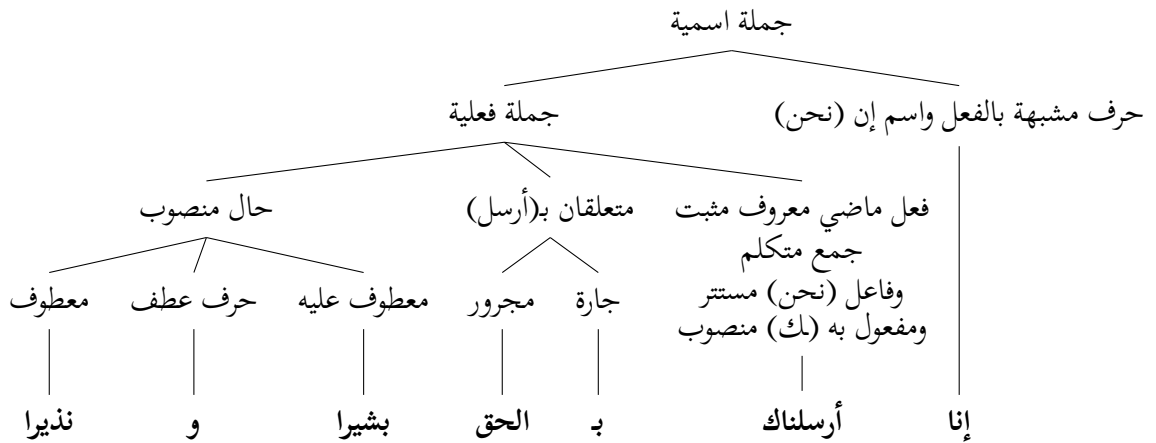 جملة اسمية
حرف مشبهة بالفعل واسم إن (نحن)
جملة فعلية
فعل ماضي معروف مثبت
جمع متكلم
وفاعل (نحن) مستتر
ومفعول به (ـك) منصوب
متعلقان بـ(أرسل)
حال منصوب
جارة
مجرور
معطوف عليه
حرف عطف
معطوف
إنا أرسلناك بـ الحق بشيرا و نذيرا